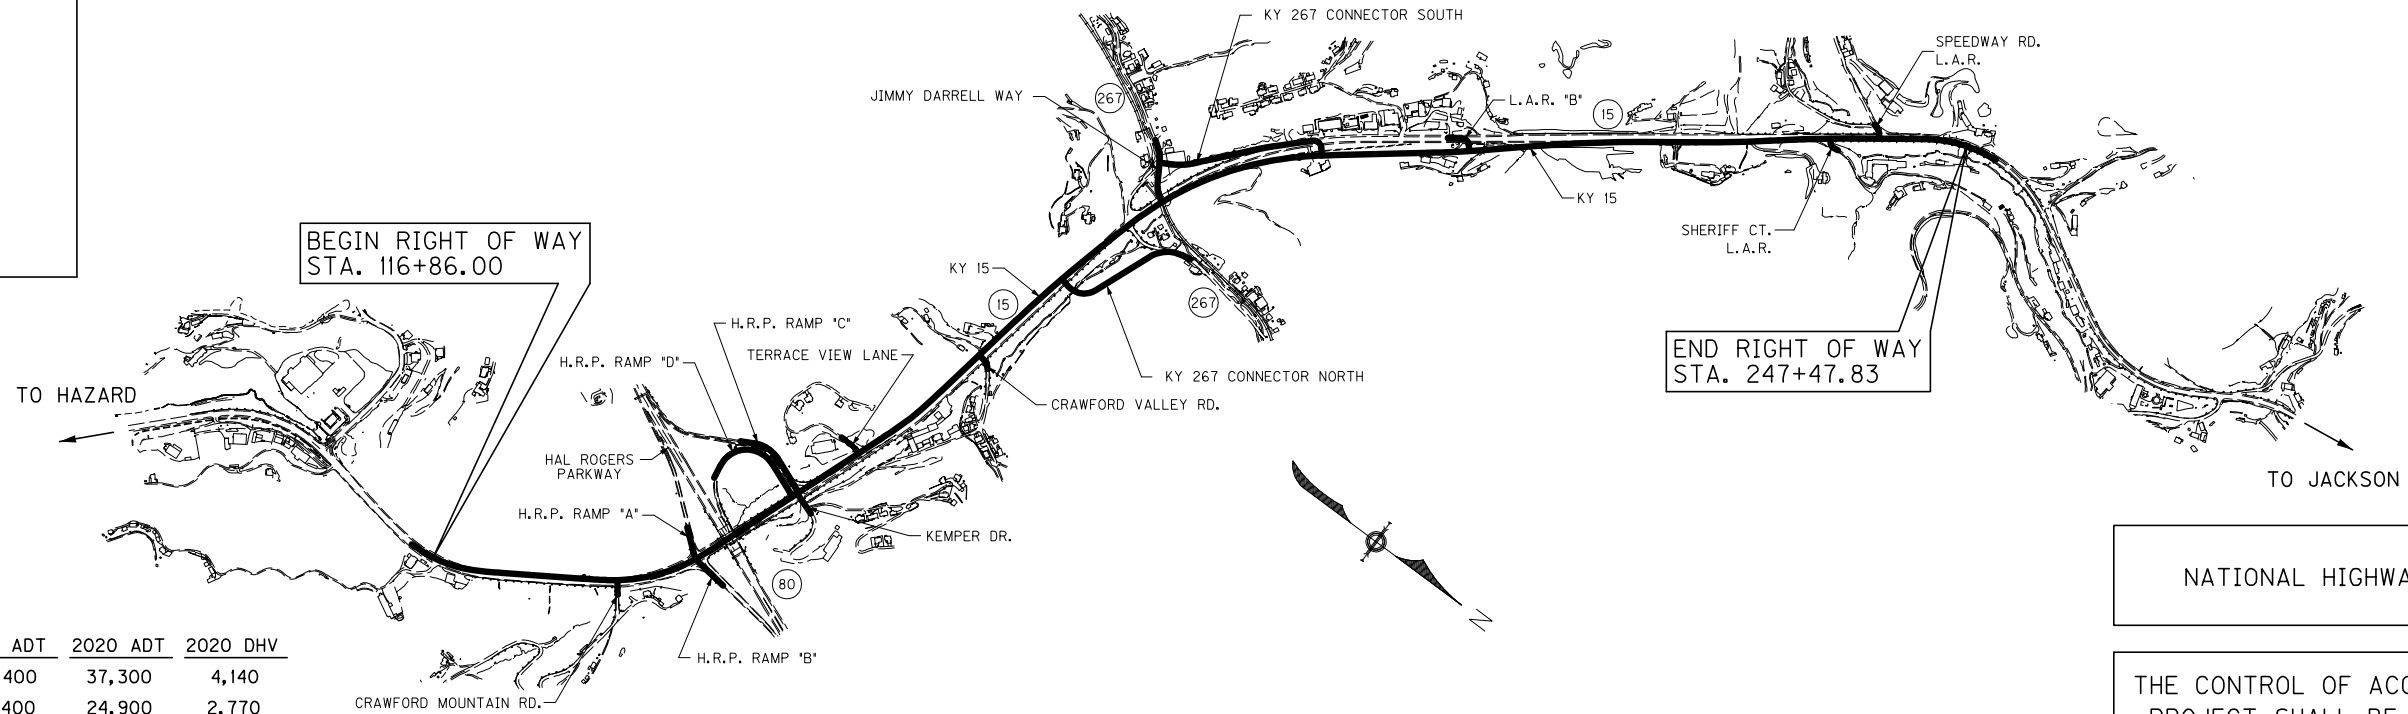 KY 267 CONNECTOR SOUTH
SPEEDWAY RD.
L.A.R.
JIMMY DARRELL WAY
267
L.A.R. "B"
15
KY 15
SHERIFF CT.
L.A.R.
BEGIN RIGHT OF WAY
STA. 116+86.00
KY 15
15
267
H.R.P. RAMP "C"
TERRACE VIEW LANE
H.R.P. RAMP "D"
KY 267 CONNECTOR NORTH
CRAWFORD VALLEY RD.
END RIGHT OF WAY
STA. 247+47.83
TO HAZARD
HAL ROGERS
PARKWAY
H.R.P. RAMP "A"
KEMPER DR.
TO JACKSON
80
N
NATIONAL HIGHWA
H.R.P. RAMP "B"
CRAWFORD MOUNTAIN RD.
ADT 2020 ADT 2020 DHV
400 37,300 4,140
400 24,900 2,770
THE CONTROL OF ACC
PROJECT SHALL BE